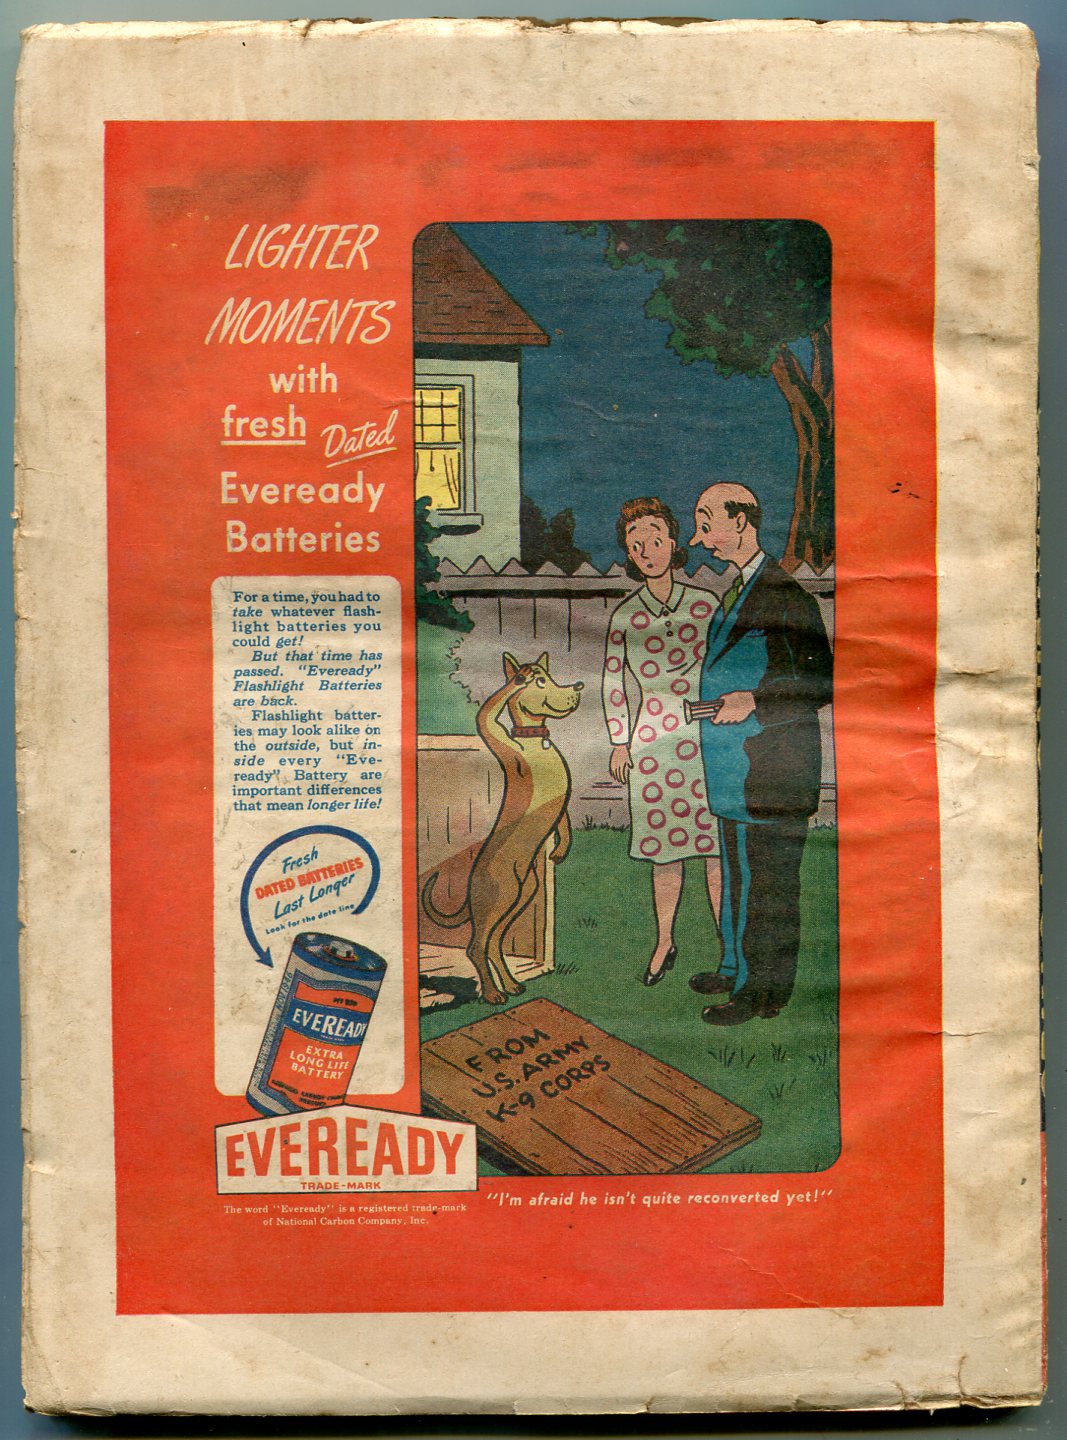 LIGHTER
MOMENTS
with
fresh Dated
Eveready
Batteries
For a time, you had to
take whatever flash-
light batteries you
could get!
But that time has
passed. "Eveready"
Flashlight Batteries
are back.
Flashlight batter-
ies may look alike on
the outside, but in-
side every "Eve-
ready" Battery are
important differences
that mean longer life!
Fresh
DATED BATTERIES
Last Longer
Look for the date line
EVEREADY
TRADE-MARK
EXTRA
LONG LIFE
BATTERY
EVEREADY
TRADE-MARK
The word "Eveready" is a registered trade-mark
of National Carbon Company, Inc.
FROM
U.S. ARMY
K-9 CORPS
"I'm afraid he isn't quite reconverted yet!"